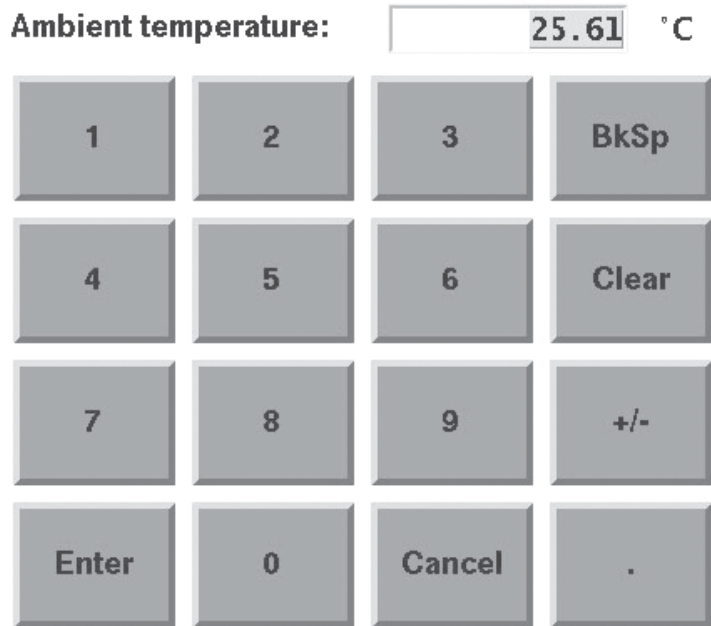 Ambient temperature: 25.61 °C
1 2 3 BkSp
4 5 6 Clear
7 8 9 +/-
Enter 0 Cancel .